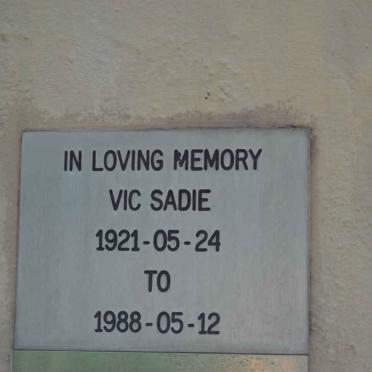 IN LOVING MEMORY
VIC SADIE
1921-05-24
TO
1988-05-12